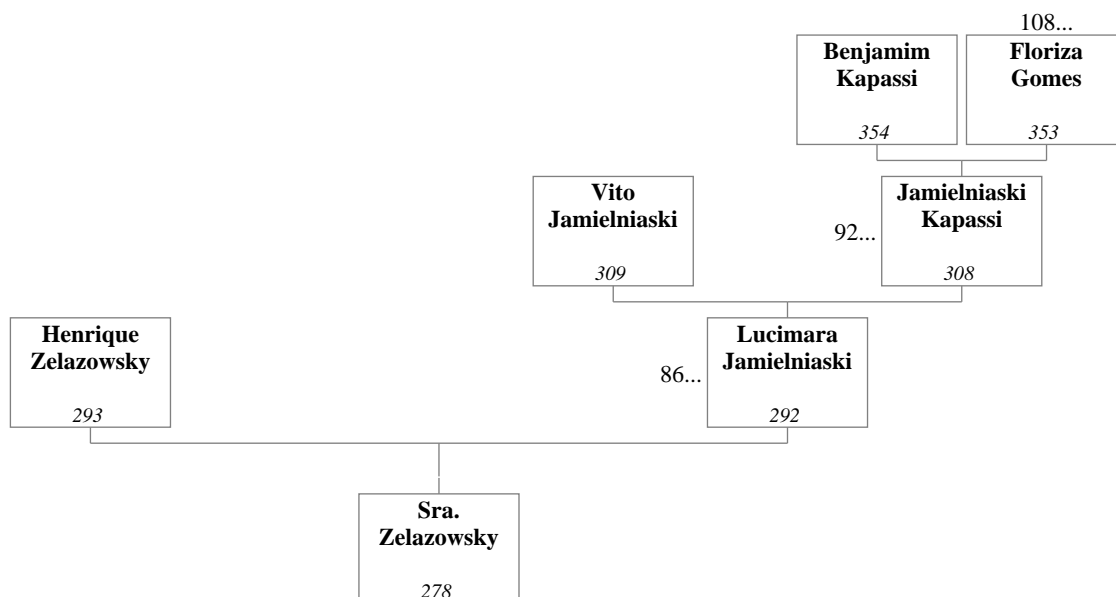 108...
Benjamim
Kapassi
354
Floriza
Gomes
353
Vito
Jamielniaski
309
92...
Jamielniaski
Kapassi
308
Henrique
Zelazowsky
293
86...
Lucimara
Jamielniaski
292
Sra.
Zelazowsky
278